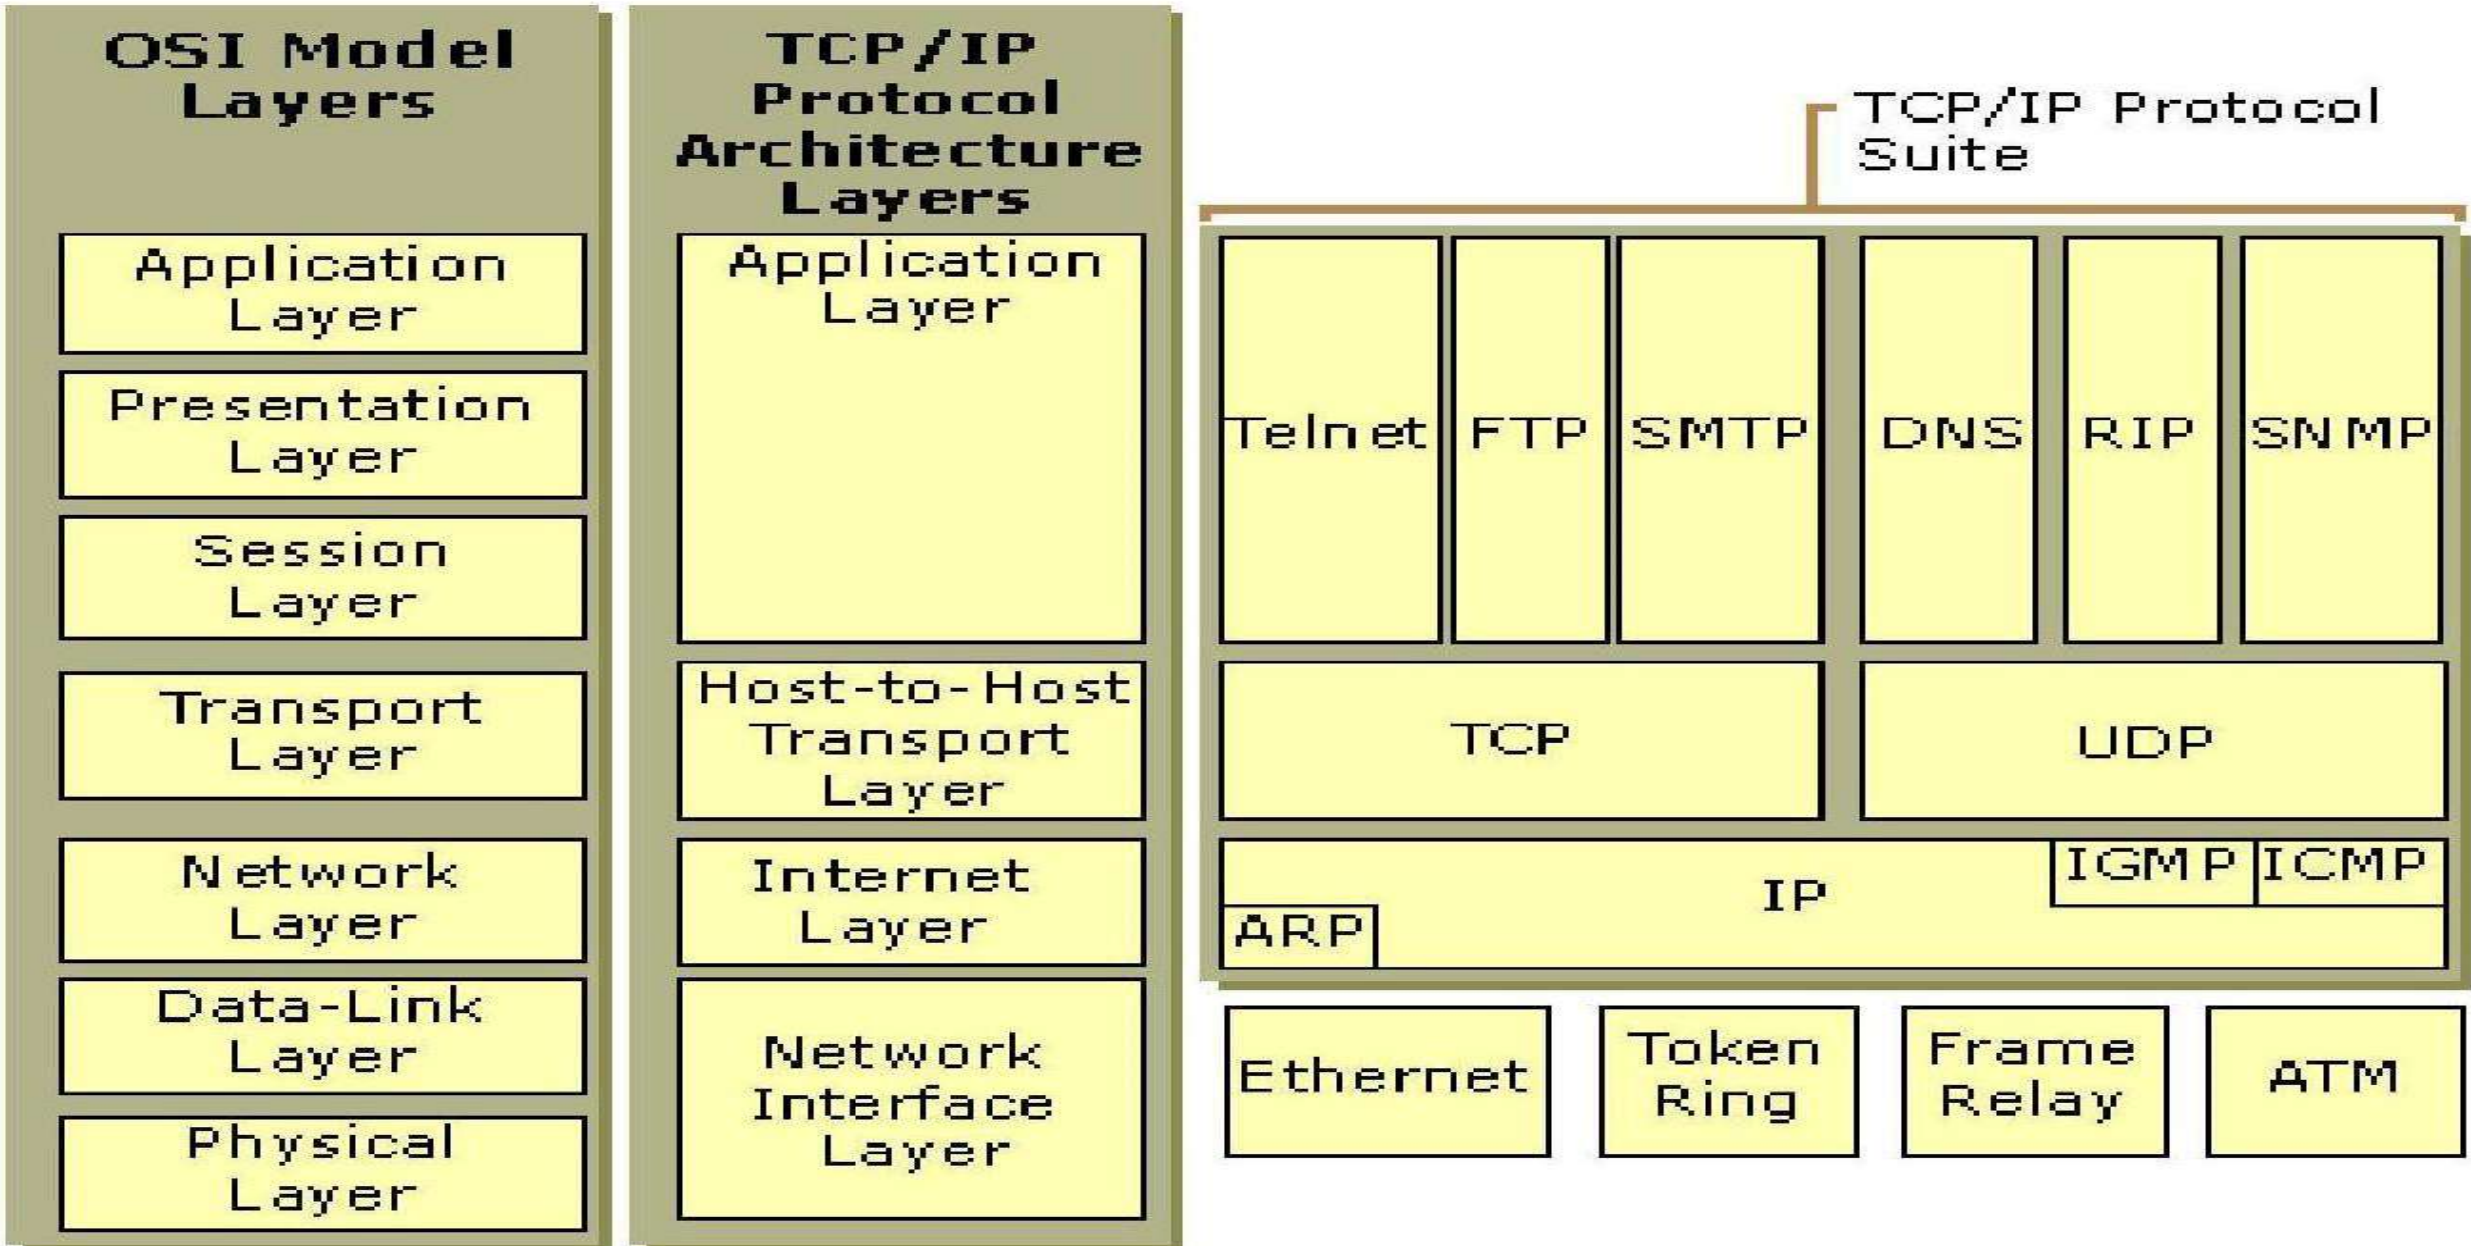 OSI Model
Layers
Application
Layer
Presentation
Layer
Session
Layer
Transport
Layer
Network
Layer
Data-Link
Layer
Physical
Layer
TCP/IP
Protocol
Architecture
Layers
Application
Layer
Host-to-Host
Transport
Layer
Internet
Layer
Network
Interface
Layer
TCP/IP Protocol
Suite
Telnet
FTP
SMTP
DNS
RIP
SNMP
TCP
UDP
IP
IGMP
ICMP
ARP
Ethernet
Token
Ring
Frame
Relay
ATM